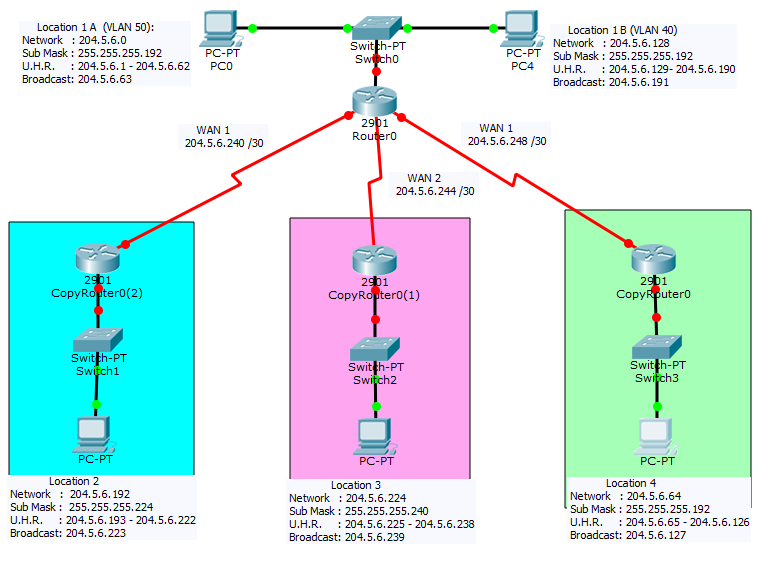 Location 1 A  (VLAN 50):
Network   : 204.5.6.0
Sub Mask : 255.255.255.192
U.H.R.     : 204.5.6.1 - 204.5.6.62
Broadcast: 204.5.6.63
PC-PT
PC0
Switch-PT
Switch0
PC-PT
PC4
Location 1 B (VLAN 40)
Network   : 204.5.6.128
Sub Mask : 255.255.255.192
U.H.R.     : 204.5.6.129- 204.5.6.190
Broadcast: 204.5.6.191
2901
Router0
WAN 1
204.5.6.240 /30
WAN 2
204.5.6.244 /30
WAN 1
204.5.6.248 /30
2901
CopyRouter0(2)
Switch-PT
Switch1
PC-PT
Location 2
Network   : 204.5.6.192
Sub Mask : 255.255.255.224
U.H.R.     : 204.5.6.193 - 204.5.6.222
Broadcast: 204.5.6.223
2901
CopyRouter0(1)
Switch-PT
Switch2
PC-PT
Location 3
Network   : 204.5.6.224
Sub Mask : 255.255.255.240
U.H.R.     : 204.5.6.225 - 204.5.6.238
Broadcast: 204.5.6.239
2901
CopyRouter0
Switch-PT
Switch3
PC-PT
Location 4
Network   : 204.5.6.64
Sub Mask : 255.255.255.192
U.H.R.     : 204.5.6.65 - 204.5.6.126
Broadcast: 204.5.6.127